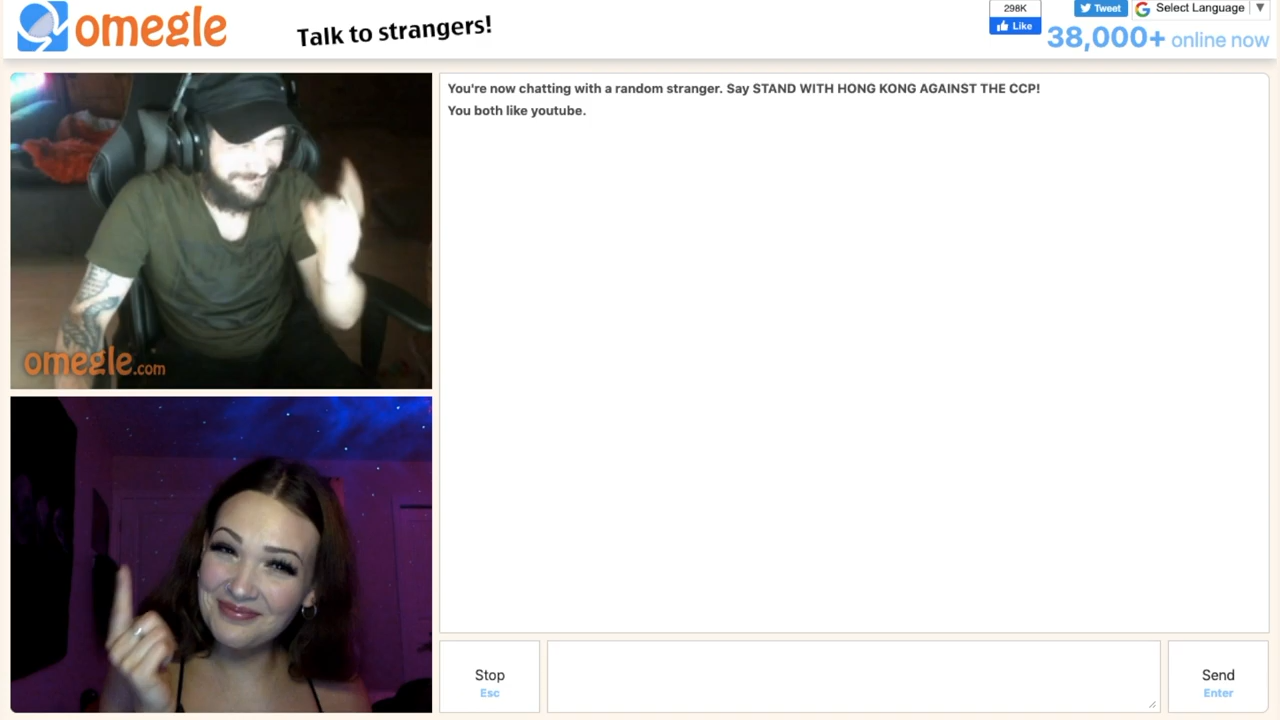 omegle
Talk to strangers!
298K
Like
Tweet
Select Language ▼
38,000+ online now
You're now chatting with a random stranger. Say STAND WITH HONG KONG AGAINST THE CCP!
You both like youtube.
omegle.com
Stop
Esc
Send
Enter